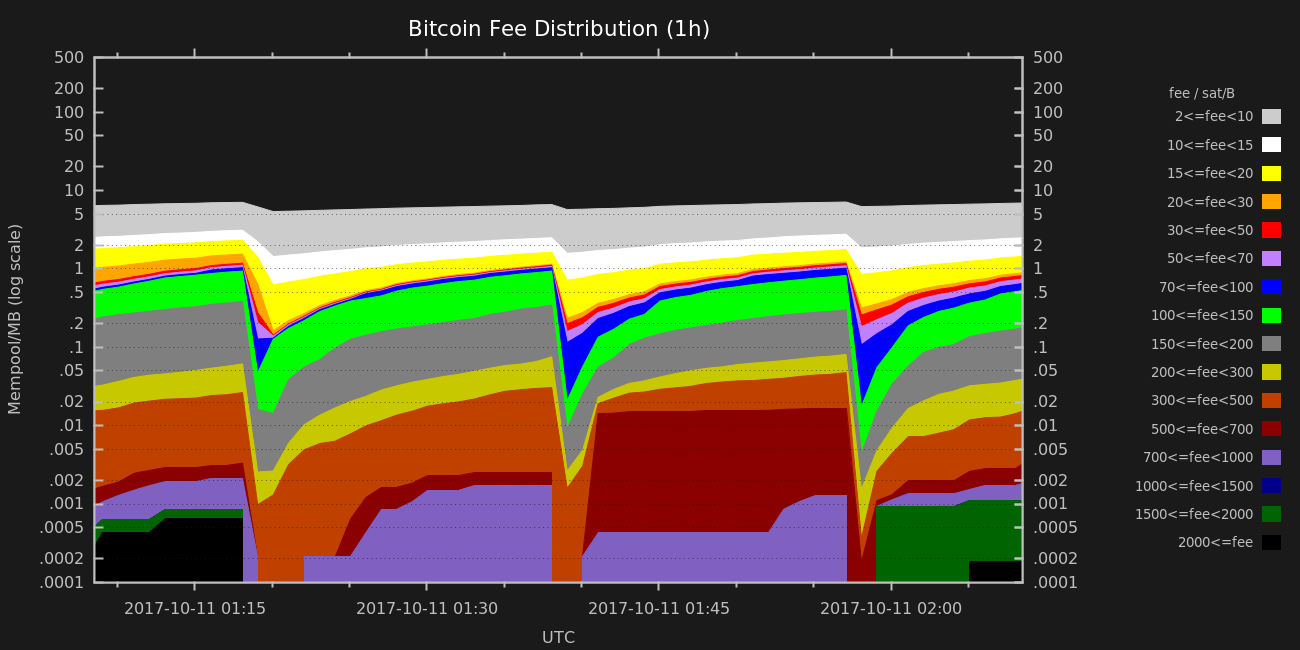 Bitcoin Fee Distribution (1h)
Mempool/MB (log scale)
500
200
100
50
20
10
5
2
1
.5
.2
.1
.05
.02
.01
.005
.002
.001
.0005
.0002
.0001
500
200
100
50
20
10
5
2
1
.5
.2
.1
.05
.02
.01
.005
.002
.001
.0005
.0002
.0001
2017-10-11 01:15
2017-10-11 01:30
2017-10-11 01:45
2017-10-11 02:00
UTC
fee / sat/B
2<=fee<10
10<=fee<15
15<=fee<20
20<=fee<30
30<=fee<50
50<=fee<70
70<=fee<100
100<=fee<150
150<=fee<200
200<=fee<300
300<=fee<500
500<=fee<700
700<=fee<1000
1000<=fee<1500
1500<=fee<2000
2000<=fee